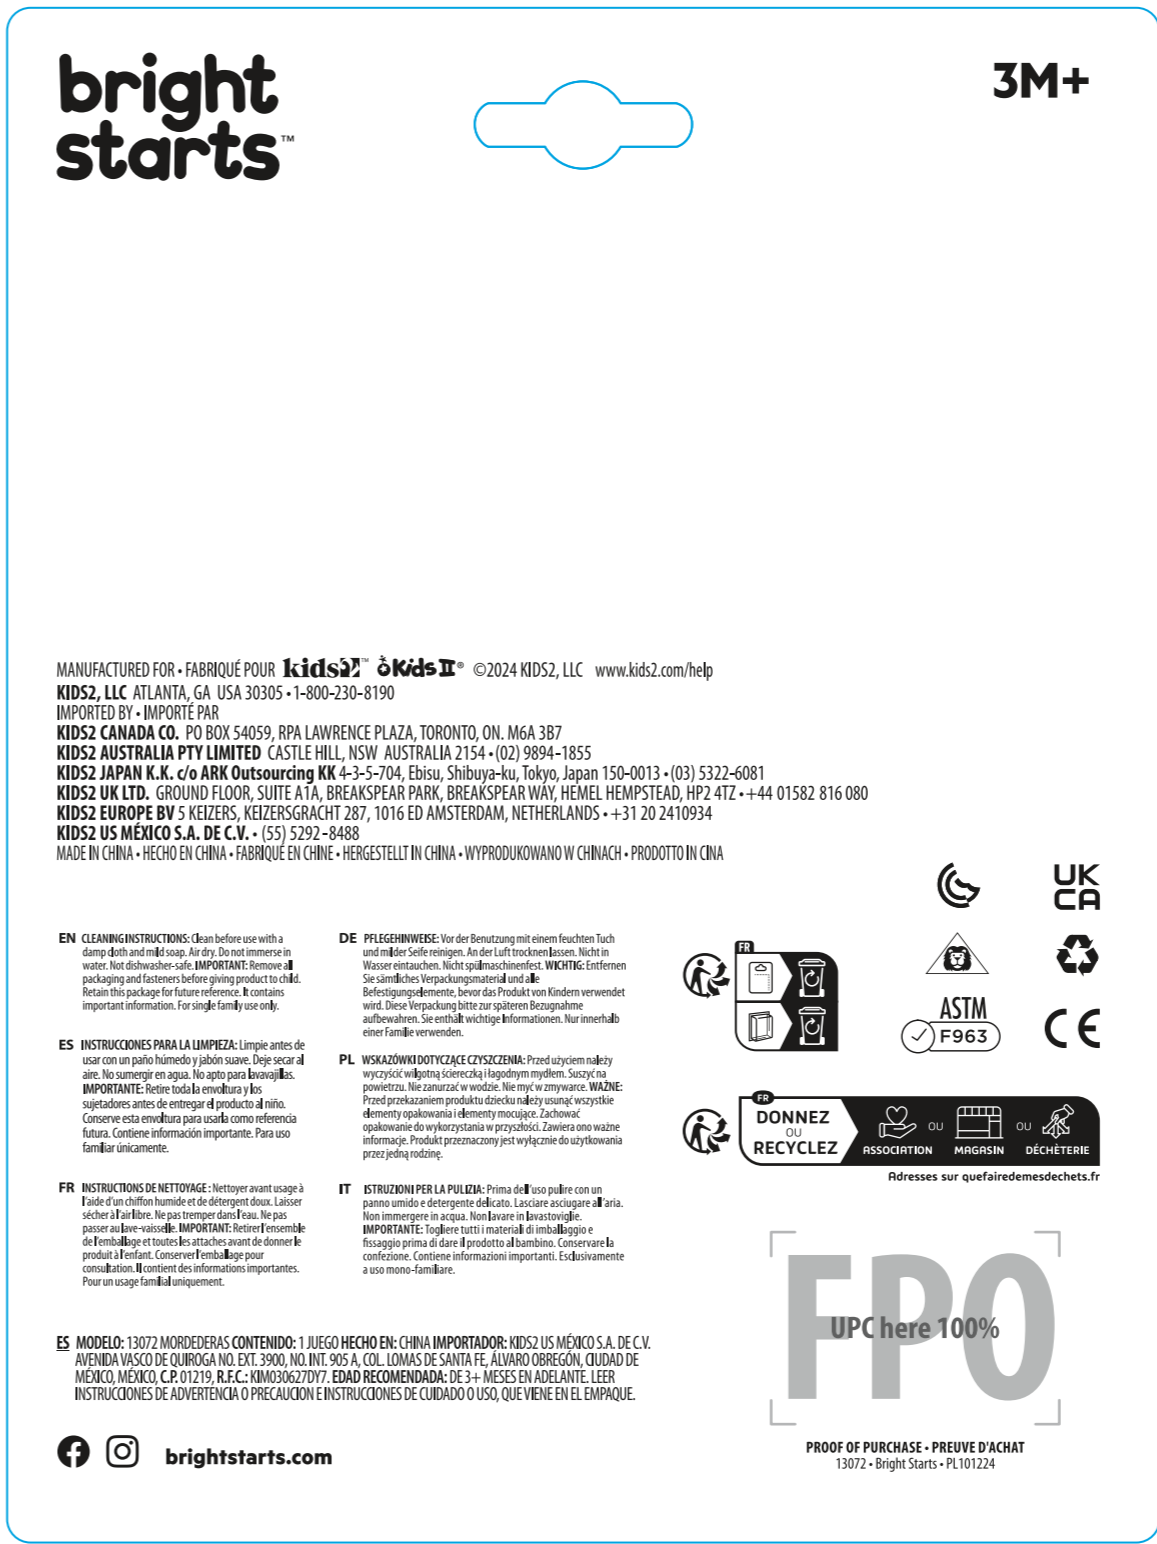 bright
starts™
3M+
MANUFACTURED FOR • FABRIQUÉ POUR kids2™ Kids II® ©2024 KIDS2, LLC www.kids2.com/help
KIDS2, LLC ATLANTA, GA USA 30305 • 1-800-230-8190
IMPORTED BY • IMPORTÉ PAR
KIDS2 CANADA CO. PO BOX 54059, RPA LAWRENCE PLAZA, TORONTO, ON. M6A 3B7
KIDS2 AUSTRALIA PTY LIMITED CASTLE HILL, NSW AUSTRALIA 2154 • (02) 9894-1855
KIDS2 JAPAN K.K. c/o ARK Outsourcing KK 4-3-5-704, Ebisu, Shibuya-ku, Tokyo, Japan 150-0013 • (03) 5322-6081
KIDS2 UK LTD. GROUND FLOOR, SUITE A1A, BREAKSPEAR PARK, BREAKSPEAR WAY, HEMEL HEMPSTEAD, HP2 4TZ • +44 01582 816 080
KIDS2 EUROPE BV 5 KEIZERS, KEIZERSGRACHT 287, 1016 ED AMSTERDAM, NETHERLANDS • +31 20 2410934
KIDS2 US MÉXICO S.A. DE C.V. • (55) 5292-8488
MADE IN CHINA • HECHO EN CHINA • FABRIQUÉ EN CHINE • HERGESTELLT IN CHINA • WYPRODUKOWANO W CHINACH • PRODOTTO IN CINA
EN CLEANING INSTRUCTIONS: Clean before use with a
damp cloth and mild soap. Air dry. Do not immerse in
water. Not dishwasher-safe. IMPORTANT: Remove all
packaging and fasteners before giving product to child.
Retain this package for future reference. It contains
important information. For single family use only.
ES INSTRUCCIONES PARA LA LIMPIEZA: Limpie antes de
usar con un paño húmedo y jabón suave. Deje secar al
aire. No sumergir en agua. No apto para lavavajillas.
IMPORTANTE: Retire toda la envoltura y los
sujetadores antes de entregar el producto al niño.
Conserve esta envoltura para usarla como referencia
futura. Contiene información importante. Para uso
familiar únicamente.
FR INSTRUCTIONS DE NETTOYAGE : Nettoyer avant usage à
l'aide d'un chiffon humide et de détergent doux. Laisser
sécher à l'air libre. Ne pas tremper dans l'eau. Ne pas
passer au lave-vaisselle. IMPORTANT: Retirer l'ensemble
de l'emballage et toutes les attaches avant de donner le
produit à l'enfant. Conserver l'emballage pour
consultation. Il contient des informations importantes.
Pour un usage familial uniquement.
DE PFLEGEHINWEISE: Vor der Benutzung mit einem feuchten Tuch
und milder Seife reinigen. An der Luft trocknen lassen. Nicht in
Wasser eintauchen. Nicht spülmaschinenfest. WICHTIG: Entfernen
Sie sämtliches Verpackungsmaterial und alle
Befestigungselemente, bevor das Produkt von Kindern verwendet
wird. Diese Verpackung bitte zur späteren Bezugnahme
aufbewahren. Sie enthält wichtige Informationen. Nur innerhalb
einer Familie verwenden.
PL WSKAZÓWKI DOTYCZĄCE CZYSZCZENIA: Przed użyciem należy
wyczyścić wilgotną ściereczką i łagodnym mydłem. Suszyć na
powietrzu. Nie zanurzać w wodzie. Nie myć w zmywarce. WAŻNE:
Przed przekazaniem produktu dziecku należy usunąć wszystkie
elementy opakowania i elementy mocujące. Zachować
opakowanie do wykorzystania w przyszłości. Zawiera ono ważne
informacje. Produkt przeznaczony jest wyłącznie do użytkowania
przez jedną rodzinę.
IT ISTRUZIONI PER LA PULIZIA: Prima dell'uso pulire con un
panno umido e detergente delicato. Lasciare asciugare all'aria.
Non immergere in acqua. Non lavare in lavastoviglie.
IMPORTANTE: Togliere tutti i materiali di imballaggio e
fissaggio prima di dare il prodotto al bambino. Conservare la
confezione. Contiene informazioni importanti. Esclusivamente
a uso mono-familiare.
UK
CA
FR
ASTM
F963
CE
FR
DONNEZ
OU
RECYCLEZ
ASSOCIATION
OU
MAGASIN
OU
DÉCHÈTERIE
Adresses sur quefairedemesdechets.fr
FPO
UPC here 100%
PROOF OF PURCHASE • PREUVE D'ACHAT
13072 • Bright Starts • PL101224
ES MODELO: 13072 MORDEDERAS CONTENIDO: 1 JUEGO HECHO EN: CHINA IMPORTADOR: KIDS2 US MÉXICO S.A. DE C.V.
AVENIDA VASCO DE QUIROGA NO. EXT. 3900, NO. INT. 905 A, COL. LOMAS DE SANTA FE, ÁLVARO OBREGÓN, CIUDAD DE
MÉXICO, MÉXICO, C.P. 01219, R.F.C.: KIM030627DY7. EDAD RECOMENDADA: DE 3+ MESES EN ADELANTE. LEER
INSTRUCCIONES DE ADVERTENCIA O PRECAUCION E INSTRUCCIONES DE CUIDADO O USO, QUE VIENE EN EL EMPAQUE.
brightstarts.com